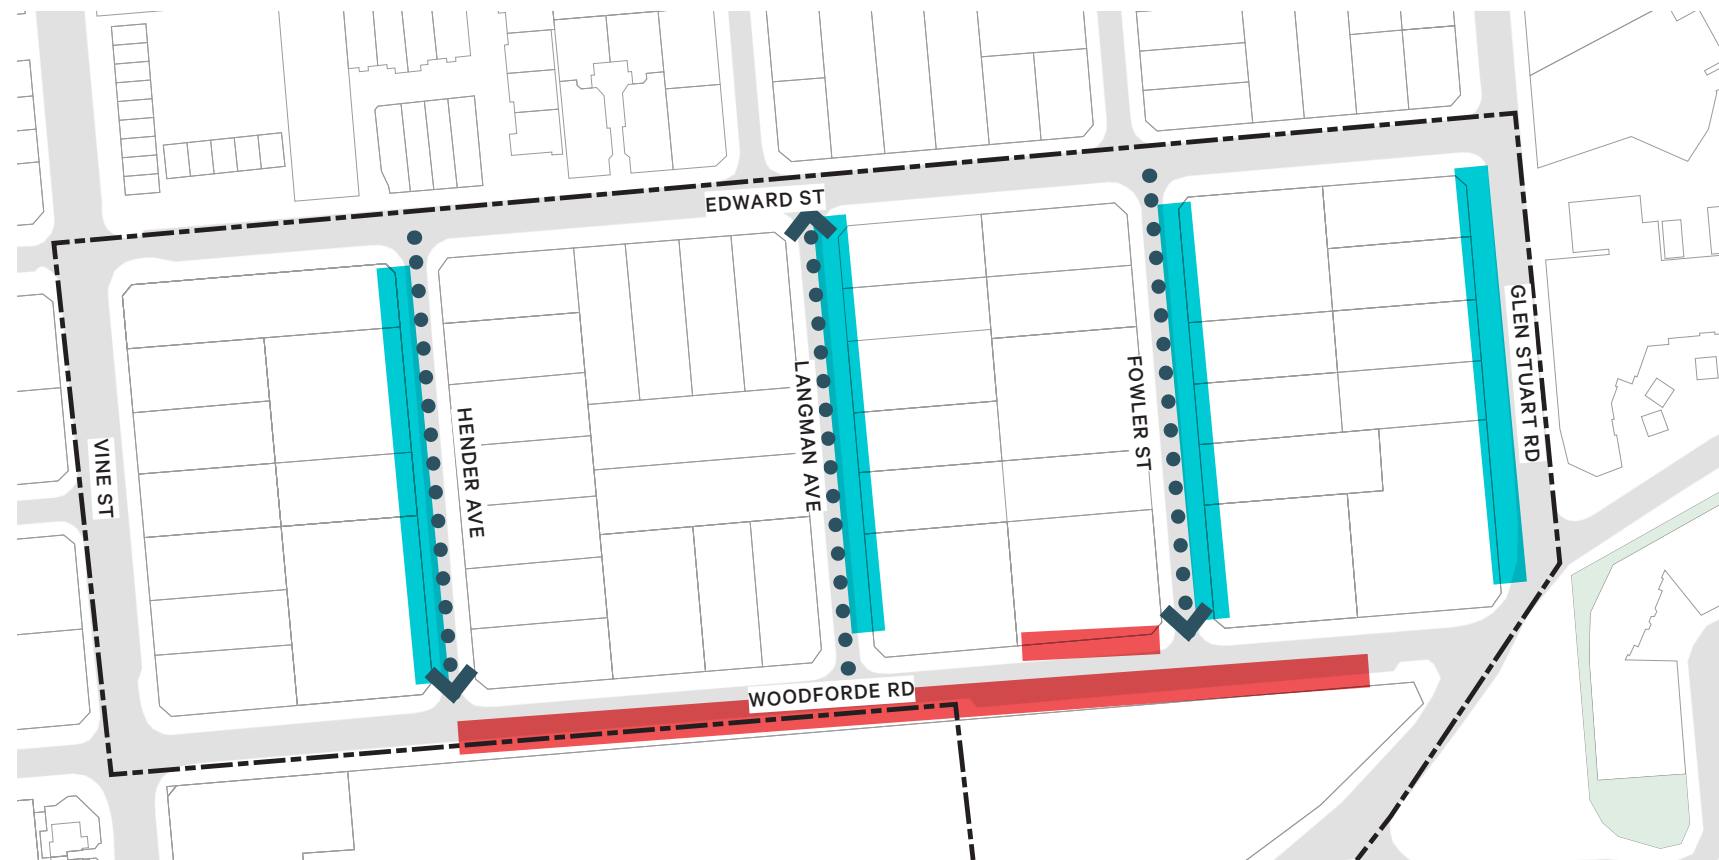 EDWARD ST
GLEN STUART RD
FOWLER ST
LANGMAN AVE
HENDER AVE
VINE ST
WOODFORDE RD